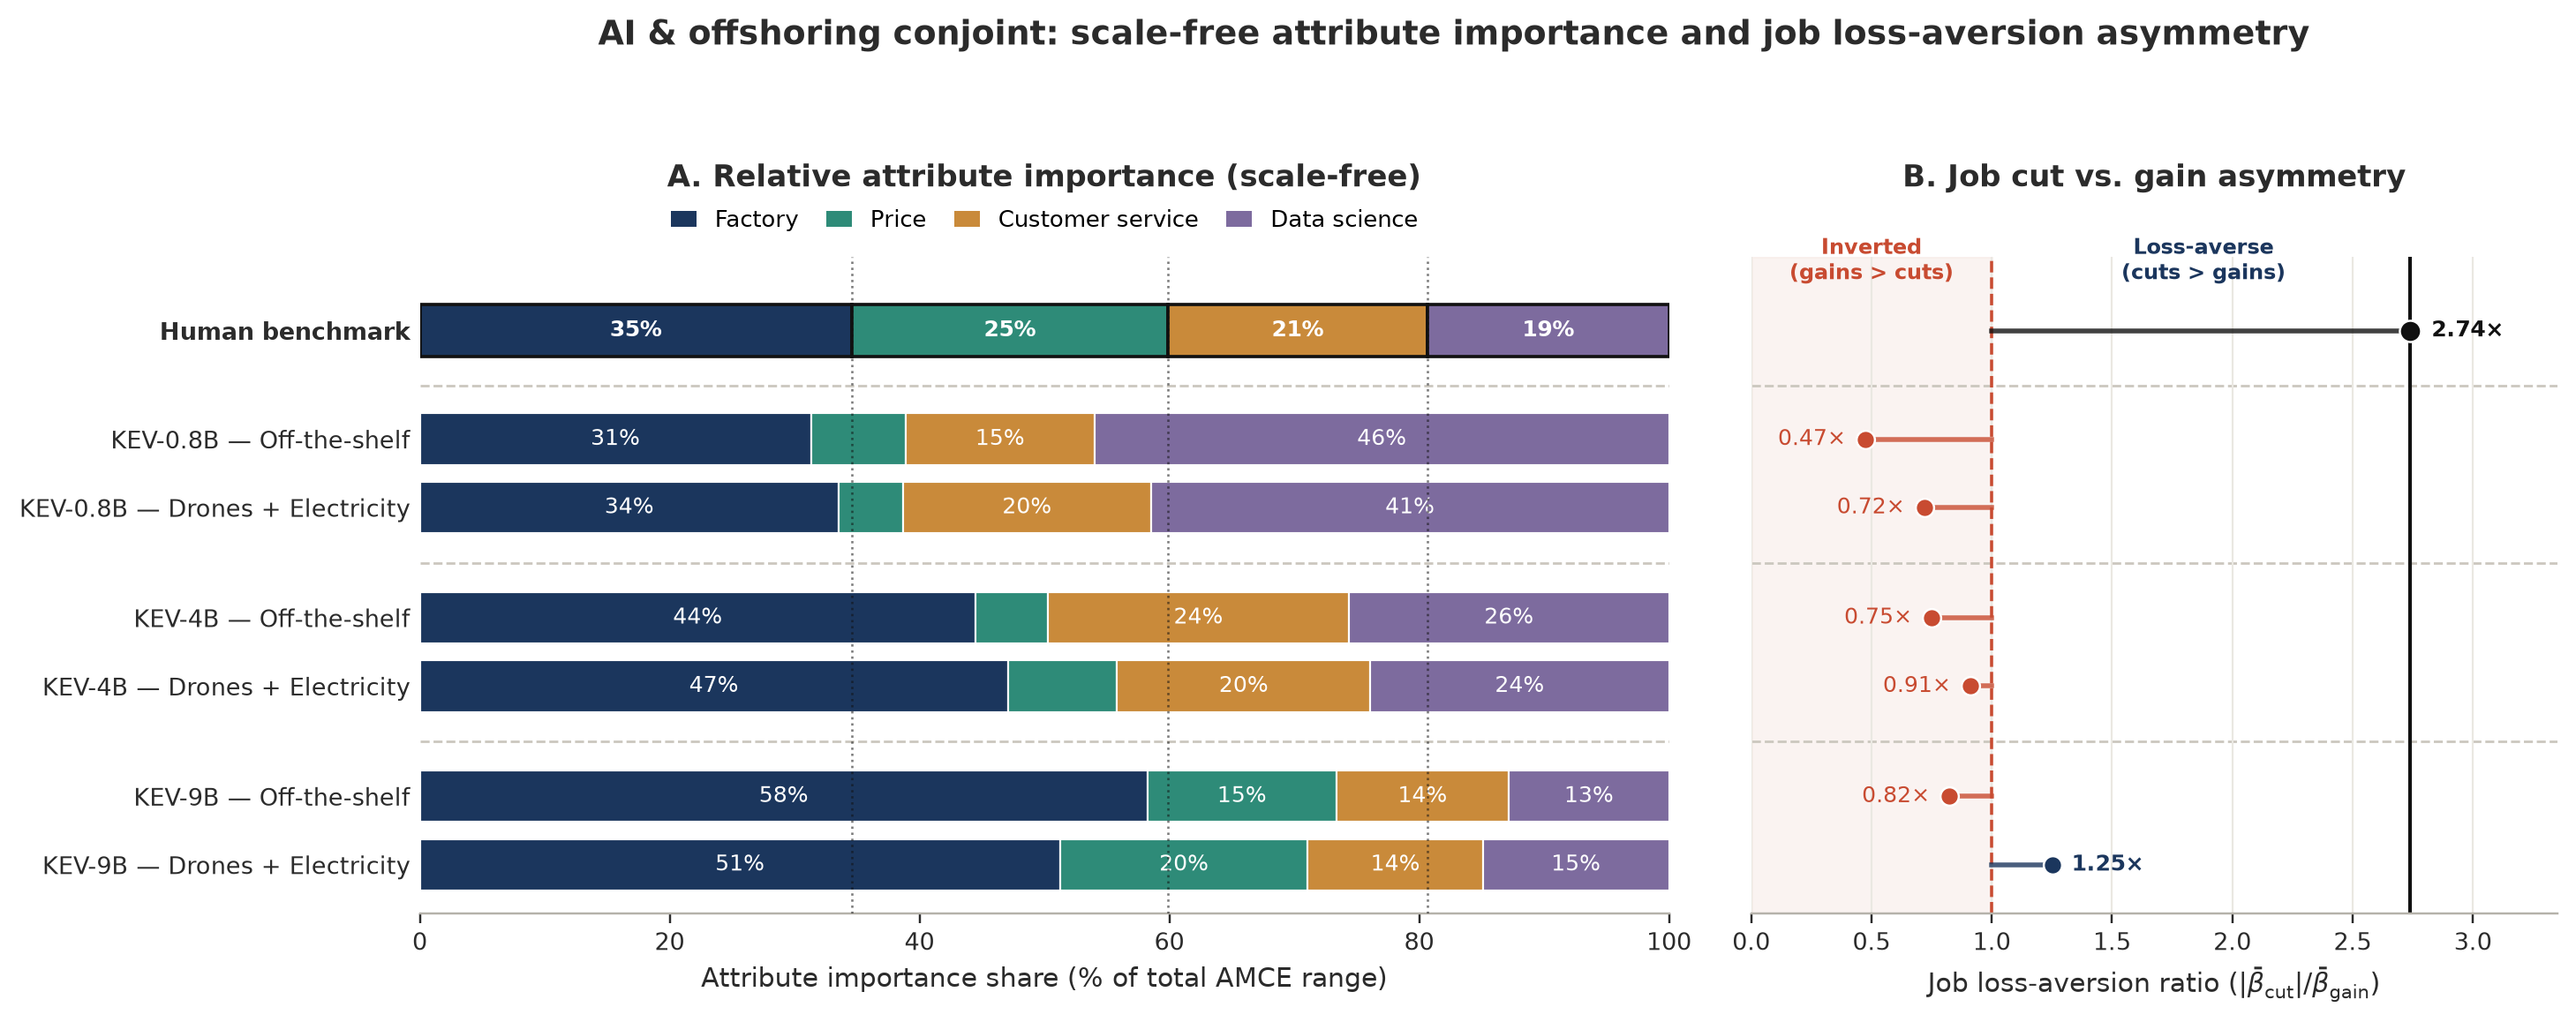 AI & offshoring conjoint: scale-free attribute importance and job loss-aversion asymmetry
A. Relative attribute importance (scale-free)
Factory Price Customer service Data science
Human benchmark 35% 25% 21% 19%
KEV-0.8B — Off-the-shelf 31% 15% 46%
KEV-0.8B — Drones + Electricity 34% 20% 41%
KEV-4B — Off-the-shelf 44% 24% 26%
KEV-4B — Drones + Electricity 47% 20% 24%
KEV-9B — Off-the-shelf 58% 15% 14% 13%
KEV-9B — Drones + Electricity 51% 20% 14% 15%
0 20 40 60 80 100
Attribute importance share (% of total AMCE range)
B. Job cut vs. gain asymmetry
Inverted
(gains > cuts)
Loss-averse
(cuts > gains)
2.74×
0.47×
0.72×
0.75×
0.91×
0.82×
1.25×
0.0 0.5 1.0 1.5 2.0 2.5 3.0
Job loss-aversion ratio (|β̄cut|/β̄gain)